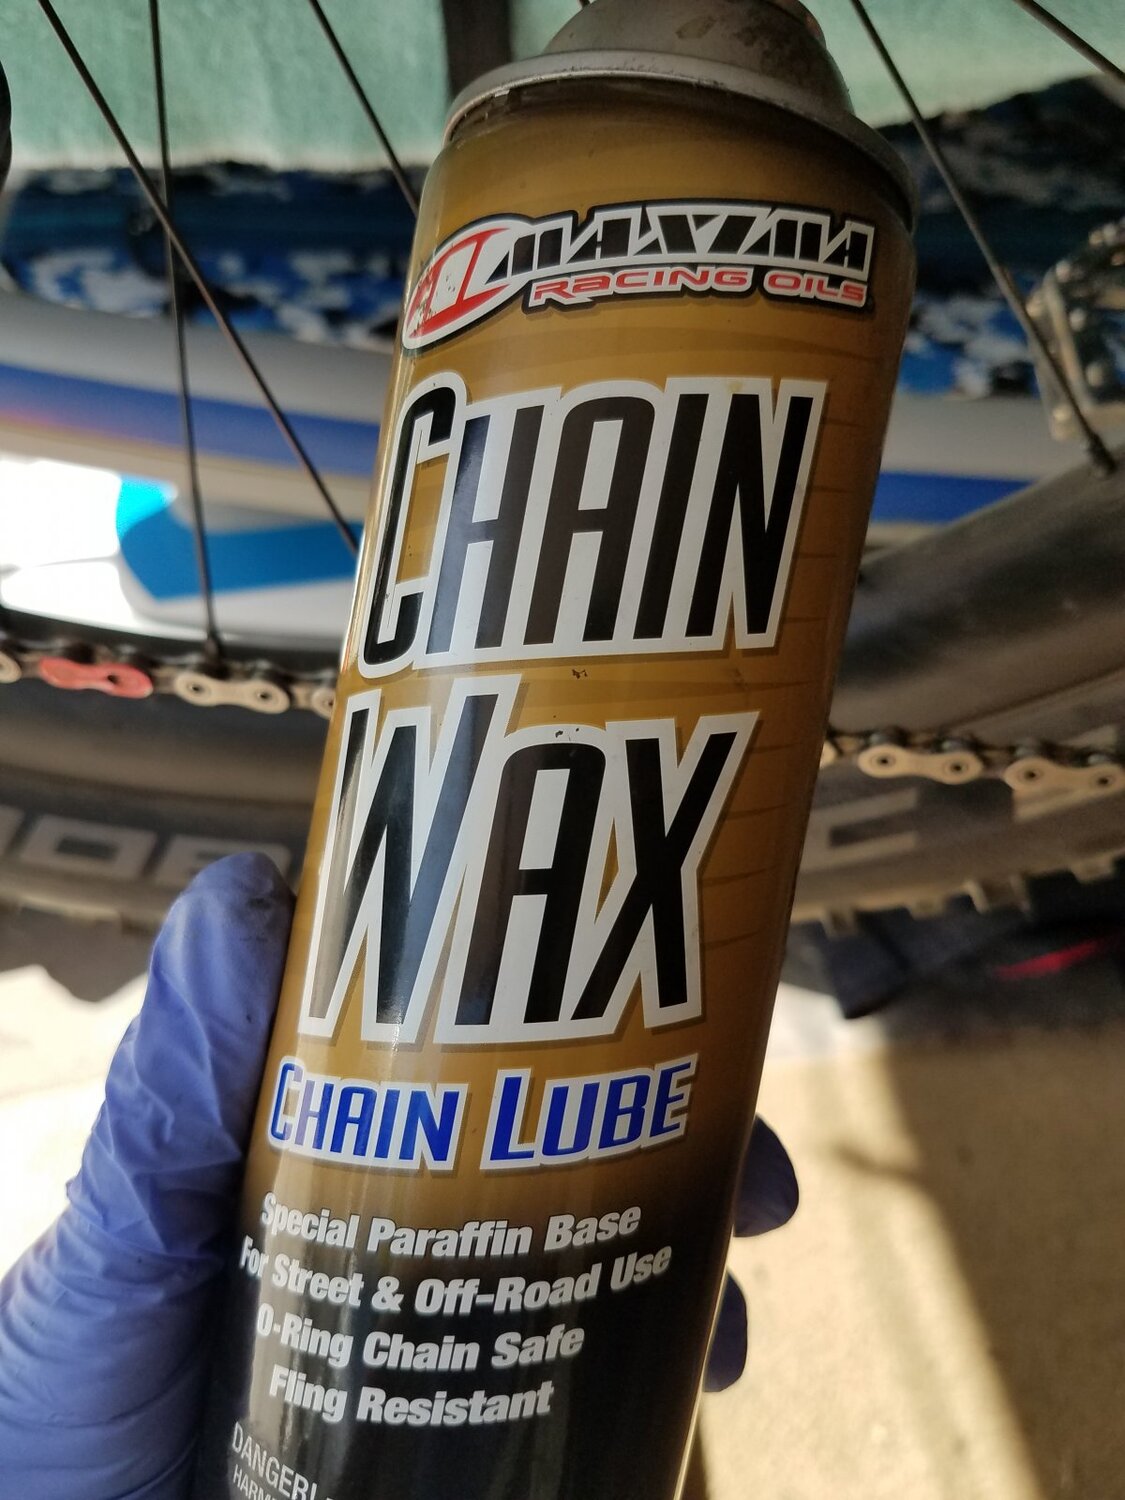 MAXIMA
RACING OILS
CHAIN
WAX
CHAIN LUBE
Special Paraffin Base
For Street & Off-Road Use
O-Ring Chain Safe
Fling Resistant
DANGER!